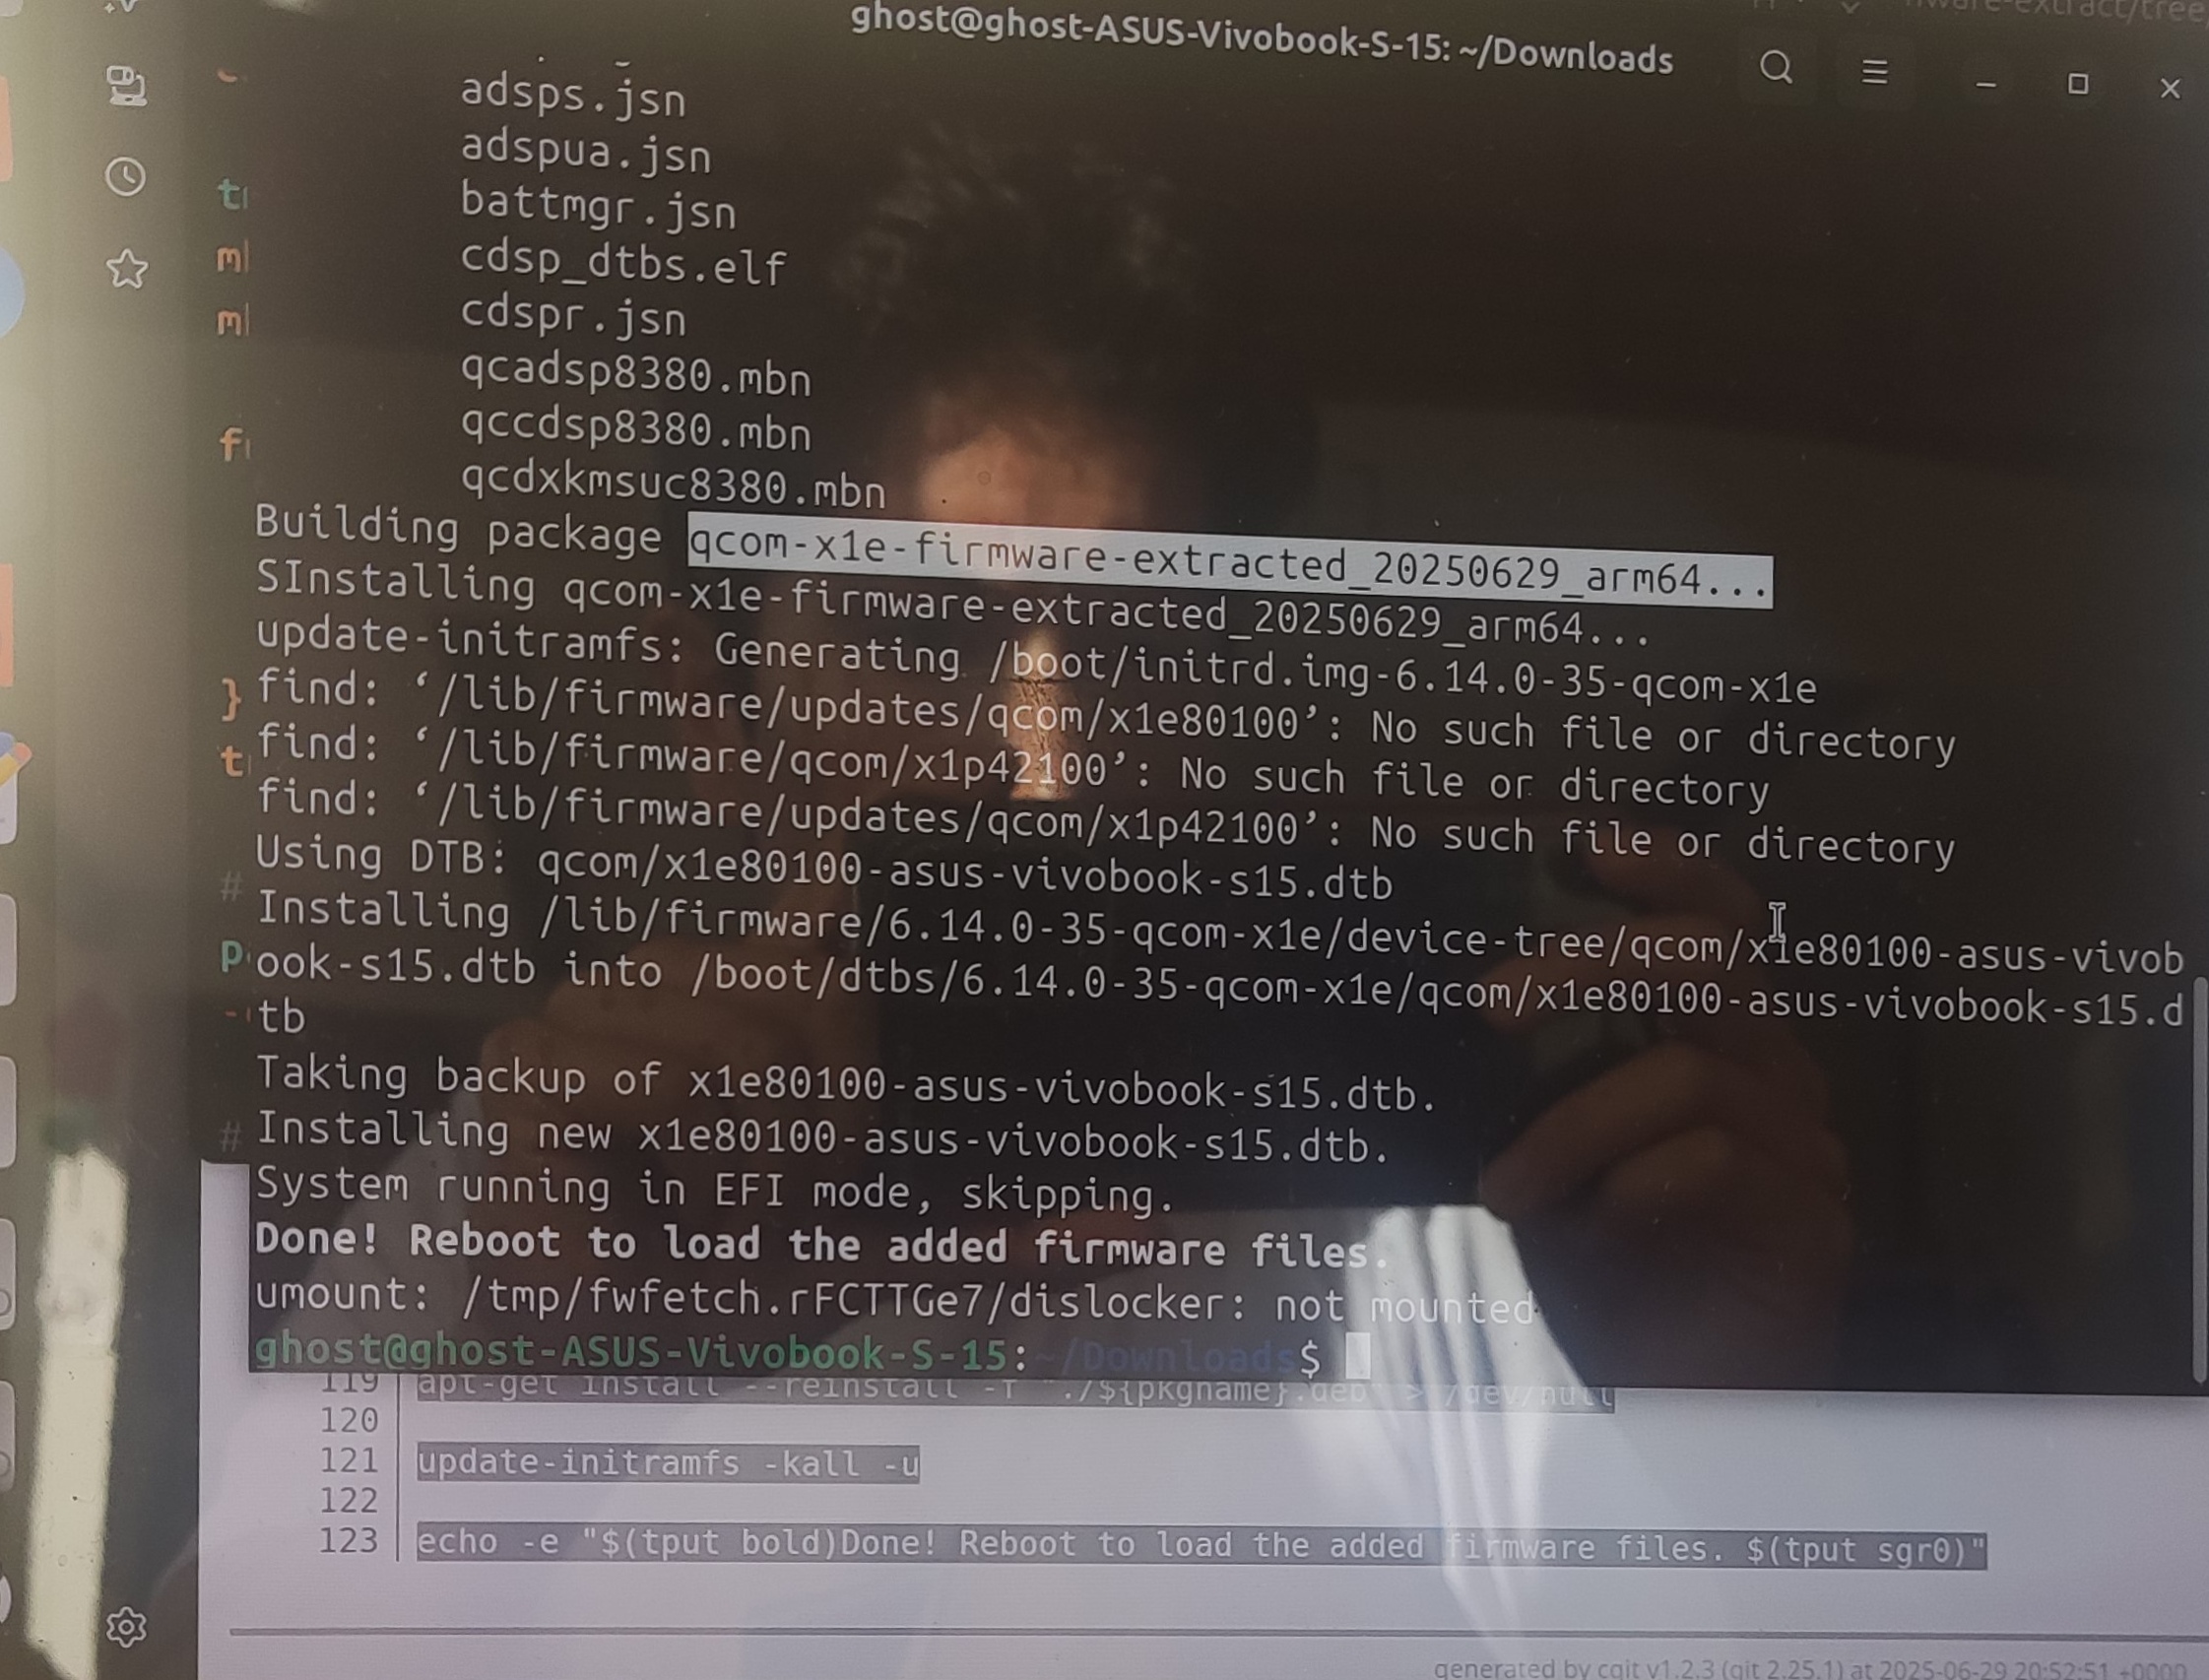 ghost@ghost-ASUS-Vivobook-S-15: ~/Downloads
adsps.jsn
adspua.jsn
battmgr.jsn
cdsp_dtbs.elf
cdspr.jsn
qcadsp8380.mbn
qccdsp8380.mbn
qcdxkmsuc8380.mbn
Building package qcom-x1e-firmware-extracted_20250629_arm64...
SInstalling qcom-x1e-firmware-extracted_20250629_arm64...
update-initramfs: Generating /boot/initrd.img-6.14.0-35-qcom-x1e
find: ‘/lib/firmware/updates/qcom/x1e80100’: No such file or directory
find: ‘/lib/firmware/qcom/x1p42100’: No such file or directory
find: ‘/lib/firmware/updates/qcom/x1p42100’: No such file or directory
Using DTB: qcom/x1e80100-asus-vivobook-s15.dtb
Installing /lib/firmware/6.14.0-35-qcom-x1e/device-tree/qcom/x1e80100-asus-vivob
ook-s15.dtb into /boot/dtbs/6.14.0-35-qcom-x1e/qcom/x1e80100-asus-vivobook-s15.d
tb
Taking backup of x1e80100-asus-vivobook-s15.dtb.
Installing new x1e80100-asus-vivobook-s15.dtb.
System running in EFI mode, skipping.
Done! Reboot to load the added firmware files.
umount: /tmp/fwfetch.rFCTTGe7/dislocker: not mounted
ghost@ghost-ASUS-Vivobook-S-15:~/Downloads$
119 apt-get install --reinstall -f "./${pkgname}.deb" > /dev/null
120
121 update-initramfs -kall -u
122
123 echo -e "$(tput bold)Done! Reboot to load the added firmware files. $(tput sgr0)"
generated by cgit v1.2.3 (git 2.25.1) at 2025-06-29 20:52:51 +0000